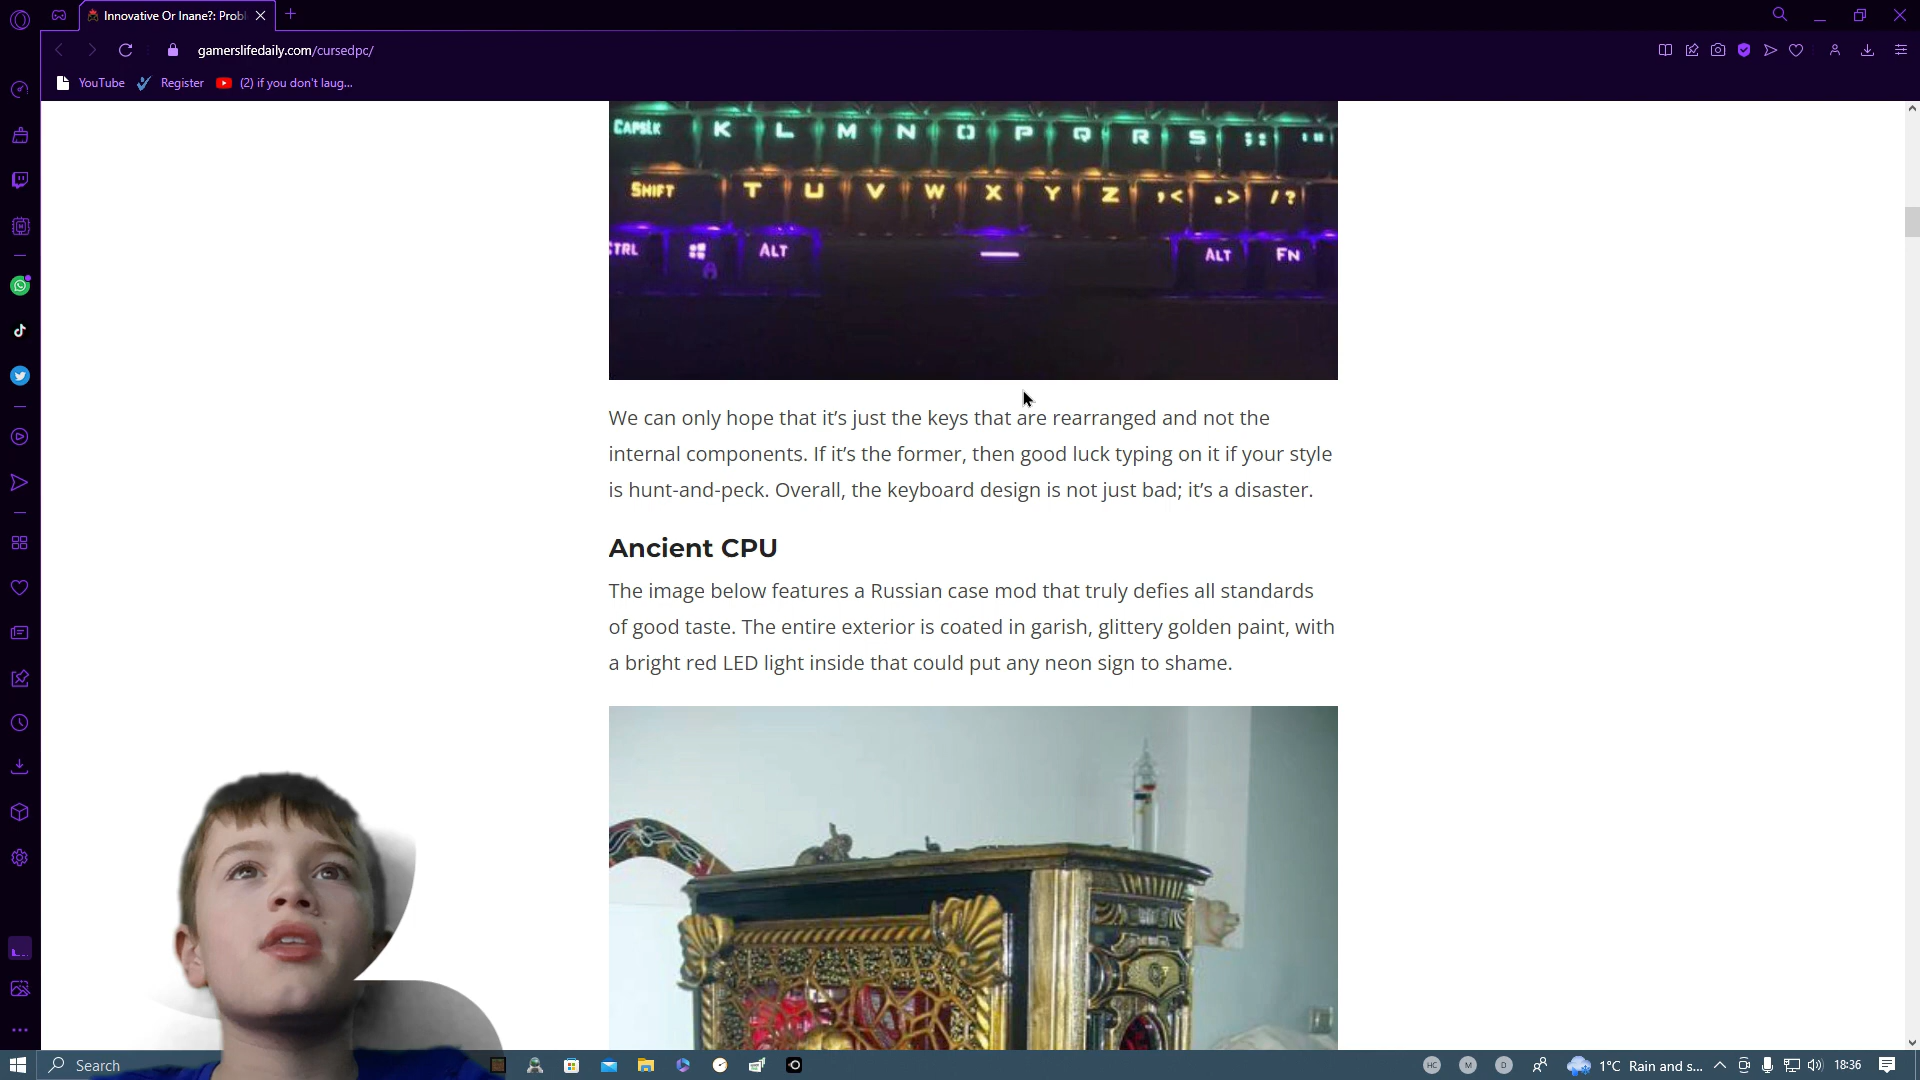 Innovative Or Inane?: Probl
gamerslifedaily.com/cursedpc/
YouTube Register (2) if you don't laug...
CAPSLK K L M N O P Q R S ; : ' "
SHIFT T U V W X Y Z , < . > / ?
CTRL ALT ALT FN
We can only hope that it’s just the keys that are rearranged and not the
internal components. If it’s the former, then good luck typing on it if your style
is hunt-and-peck. Overall, the keyboard design is not just bad; it’s a disaster.
Ancient CPU
The image below features a Russian case mod that truly defies all standards
of good taste. The entire exterior is coated in garish, glittery golden paint, with
a bright red LED light inside that could put any neon sign to shame.
Search HC M D 1°C Rain and s... 18:36